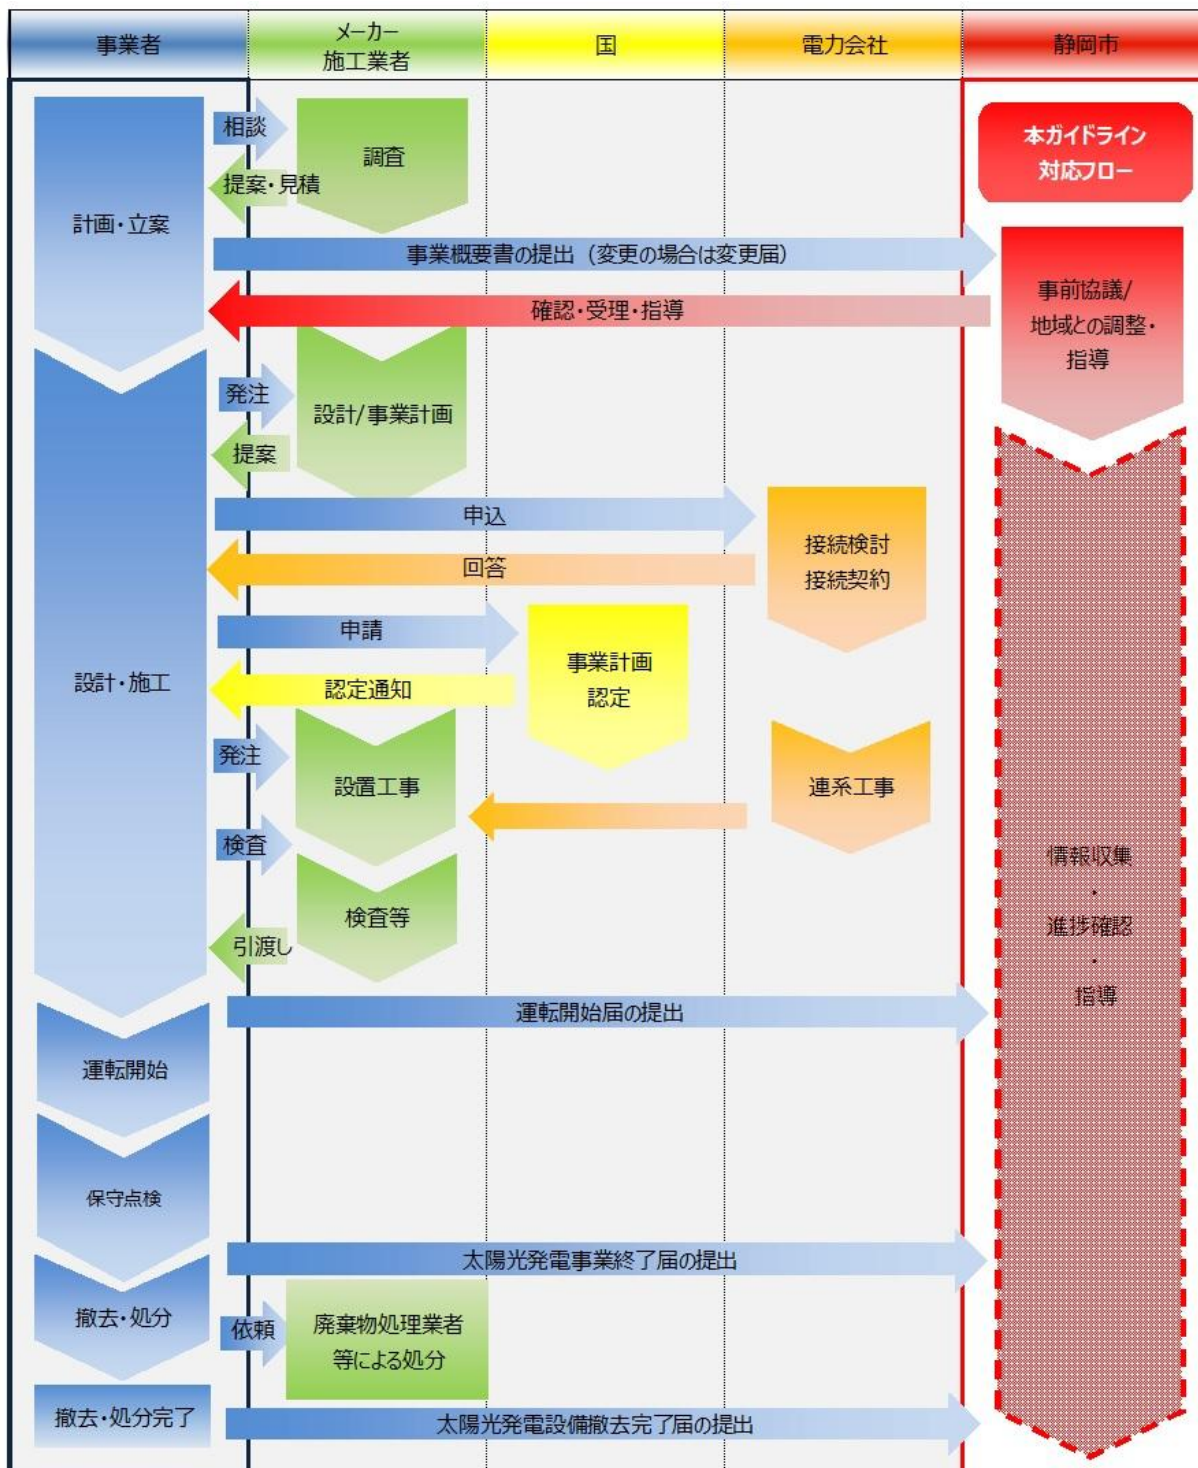 事業者
メーカー
施工業者
国
電力会社
静岡市
相談
調査
提案・見積
計画・立案
本ガイドライン
対応フロー
事業概要書の提出（変更の場合は変更届）
確認・受理・指導
事前協議/
地域との調整・
指導
発注
設計/事業計画
提案
申込
回答
接続検討
接続契約
申請
認定通知
事業計画
認定
設計・施工
発注
設置工事
連系工事
検査
検査等
引渡し
情報収集
・
進捗確認
・
指導
運転開始届の提出
運転開始
保守点検
太陽光発電事業終了届の提出
撤去・処分
依頼
廃棄物処理業者
等による処分
撤去・処分完了
太陽光発電設備撤去完了届の提出